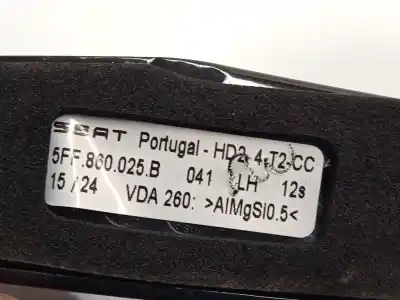 SEAT Portugal - HD2.4-T2-CC
5FF.860.025.B 041 LH 12s
15 / 24 VDA 260: >AlMgSI0.5<